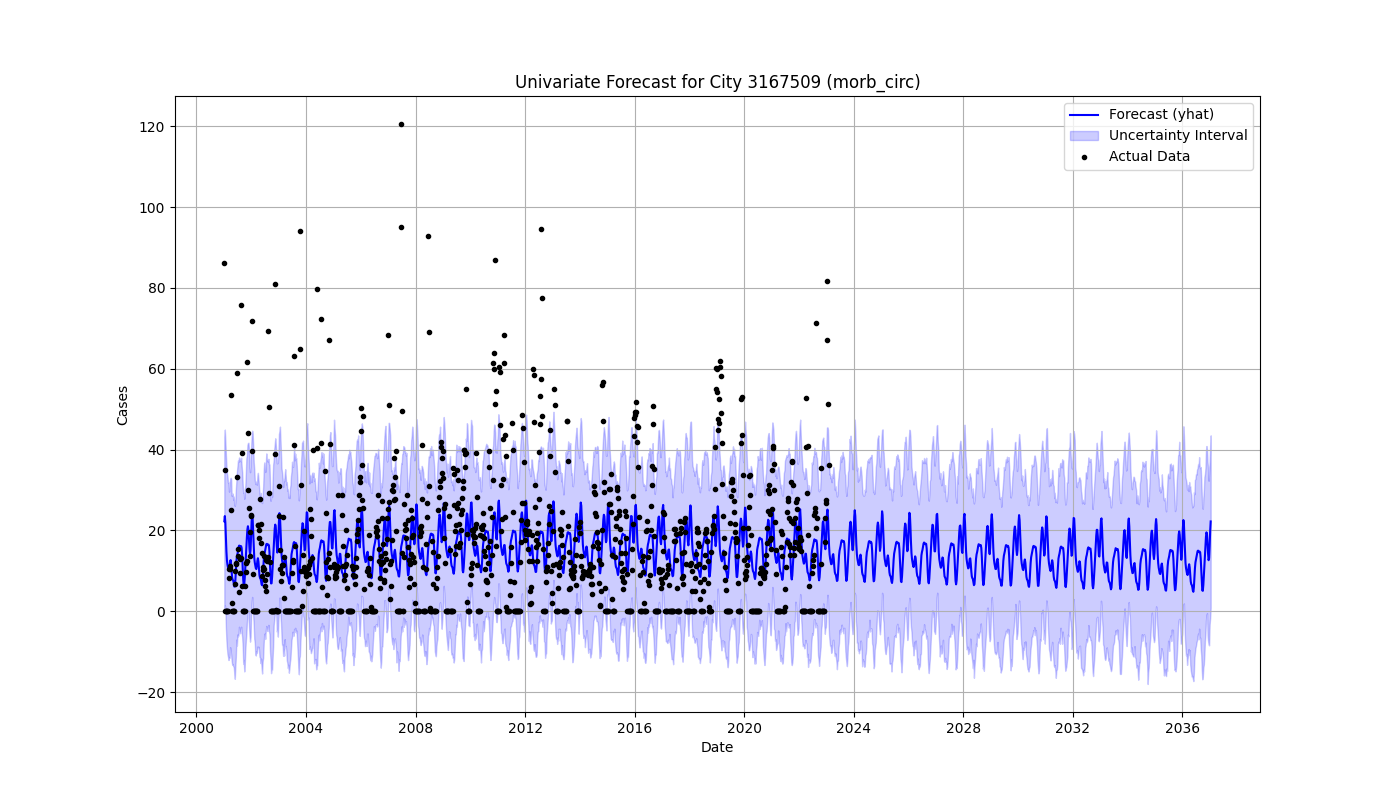 Univariate Forecast for City 3167509 (morb_circ)
Forecast (yhat)
Uncertainty Interval
Actual Data
Cases
120
100
80
60
40
20
0
−20
2000 2004 2008 2012 2016 2020 2024 2028 2032 2036
Date